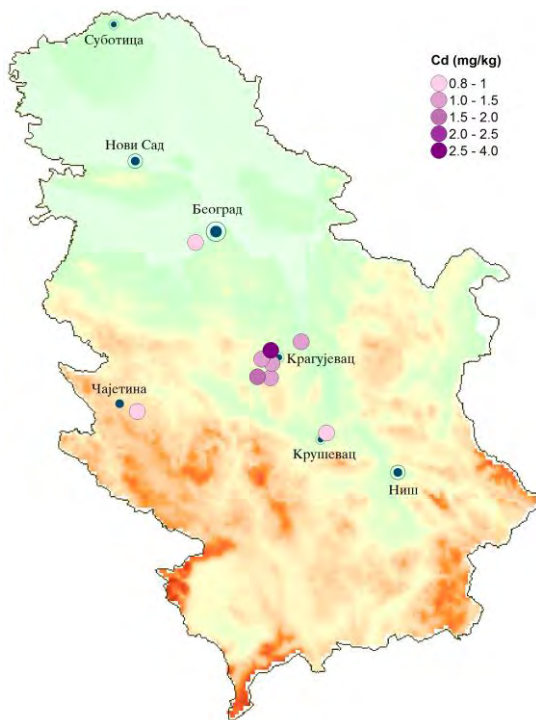 Суботица
Cd (mg/kg)
0.8 - 1
1.0 - 1.5
1.5 - 2.0
2.0 - 2.5
2.5 - 4.0
Нови Сад
Београд
Крагујевац
Чајетина
Крушевац
Ниш